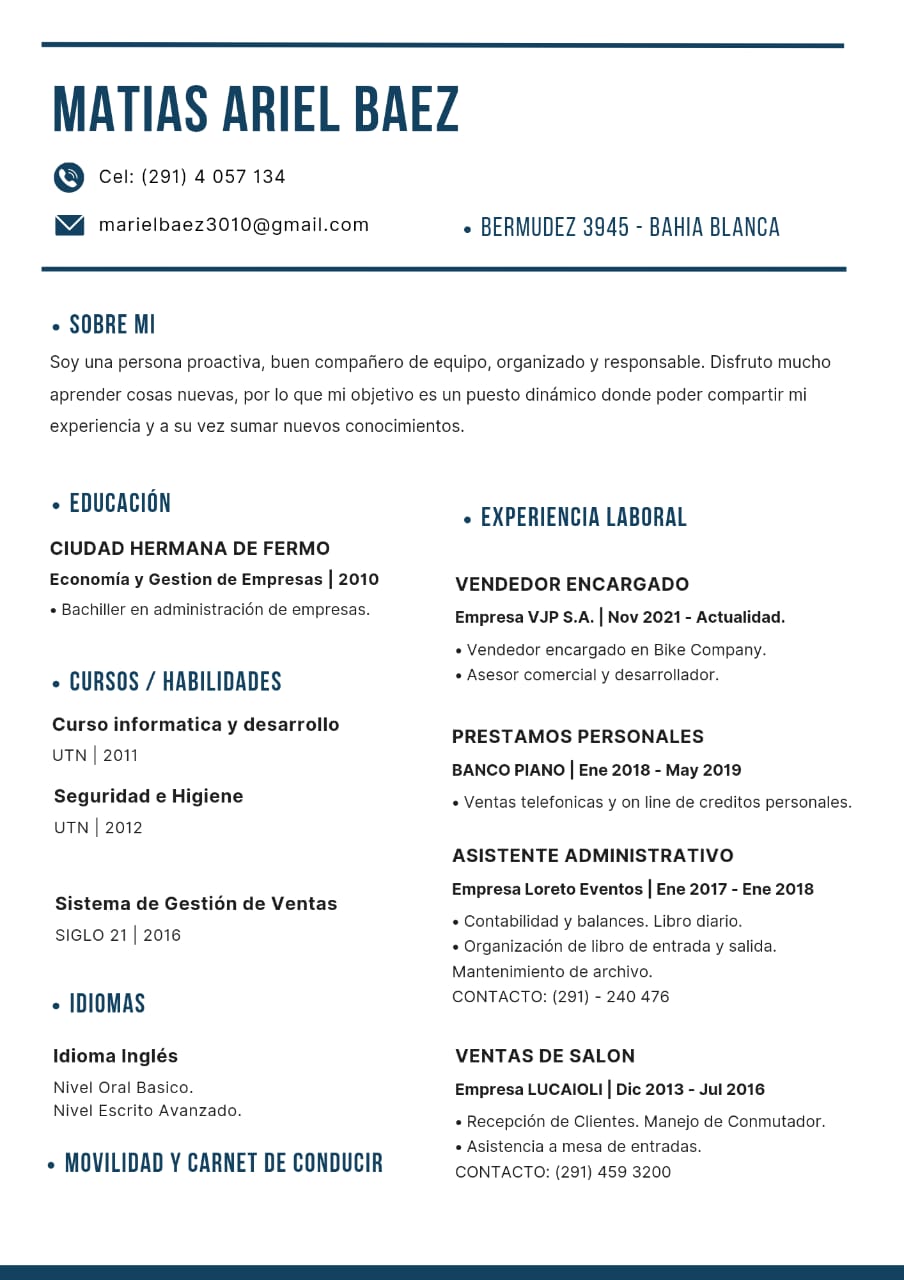 MATIAS ARIEL BAEZ
Cel: (291) 4 057 134
marielbaez3010@gmail.com
• BERMUDEZ 3945 - BAHIA BLANCA
• SOBRE MI
Soy una persona proactiva, buen compañero de equipo, organizado y responsable. Disfruto mucho
aprender cosas nuevas, por lo que mi objetivo es un puesto dinámico donde poder compartir mi
experiencia y a su vez sumar nuevos conocimientos.
• EDUCACIÓN
CIUDAD HERMANA DE FERMO
Economía y Gestion de Empresas | 2010
• Bachiller en administración de empresas.
• CURSOS / HABILIDADES
Curso informatica y desarrollo
UTN | 2011
Seguridad e Higiene
UTN | 2012
Sistema de Gestión de Ventas
SIGLO 21 | 2016
• IDIOMAS
Idioma Inglés
Nivel Oral Basico.
Nivel Escrito Avanzado.
• MOVILIDAD Y CARNET DE CONDUCIR
• EXPERIENCIA LABORAL
VENDEDOR ENCARGADO
Empresa VJP S.A. | Nov 2021 - Actualidad.
• Vendedor encargado en Bike Company.
• Asesor comercial y desarrollador.
PRESTAMOS PERSONALES
BANCO PIANO | Ene 2018 - May 2019
• Ventas telefonicas y on line de creditos personales.
ASISTENTE ADMINISTRATIVO
Empresa Loreto Eventos | Ene 2017 - Ene 2018
• Contabilidad y balances. Libro diario.
• Organización de libro de entrada y salida.
Mantenimiento de archivo.
CONTACTO: (291) - 240 476
VENTAS DE SALON
Empresa LUCAIOLI | Dic 2013 - Jul 2016
• Recepción de Clientes. Manejo de Conmutador.
• Asistencia a mesa de entradas.
CONTACTO: (291) 459 3200